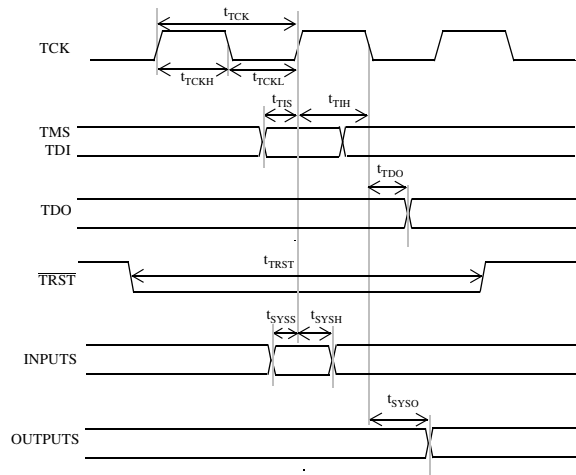 tTCK
TCK
tTCKH tTCKL
tTIS tTIH
TMS
TDI
tTDO
TDO
tTRST
TRST
tSYSS tSYSH
INPUTS
tSYSO
OUTPUTS